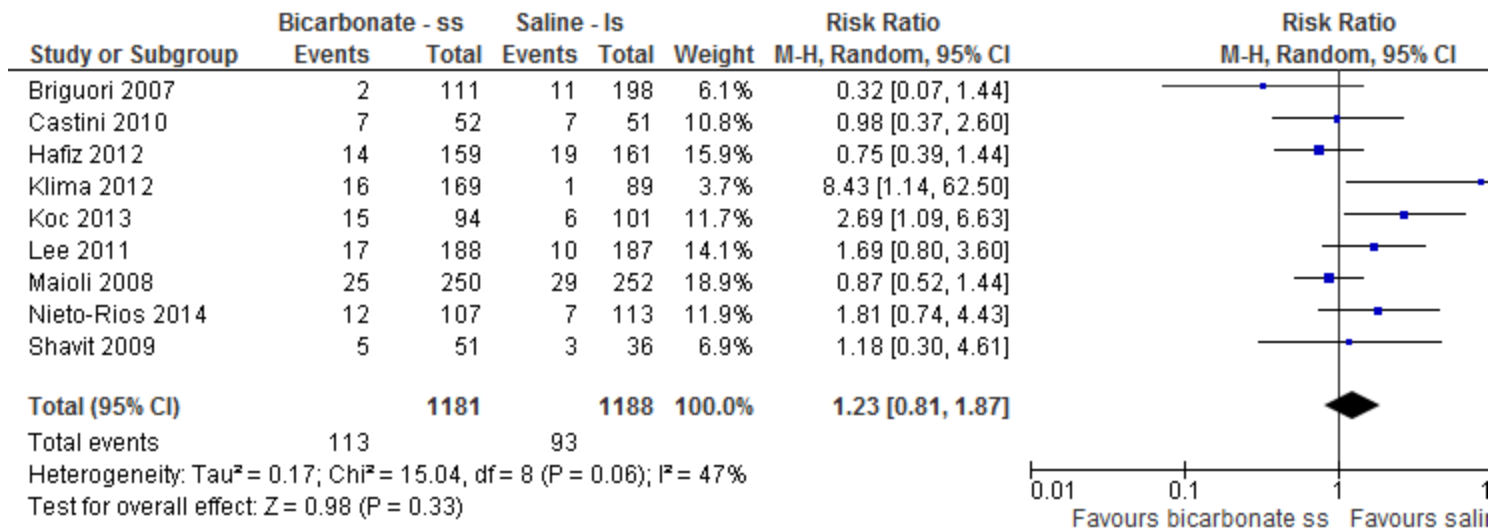 Bicarbonate - ss Saline - ls Risk Ratio Risk Ratio
Study or Subgroup Events Total Events Total Weight M-H, Random, 95% CI M-H, Random, 95% CI
Briguori 2007 2 111 11 198 6.1% 0.32 [0.07, 1.44]
Castini 2010 7 52 7 51 10.8% 0.98 [0.37, 2.60]
Hafiz 2012 14 159 19 161 15.9% 0.75 [0.39, 1.44]
Klima 2012 16 169 1 89 3.7% 8.43 [1.14, 62.50]
Koc 2013 15 94 6 101 11.7% 2.69 [1.09, 6.63]
Lee 2011 17 188 10 187 14.1% 1.69 [0.80, 3.60]
Maioli 2008 25 250 29 252 18.9% 0.87 [0.52, 1.44]
Nieto-Rios 2014 12 107 7 113 11.9% 1.81 [0.74, 4.43]
Shavit 2009 5 51 3 36 6.9% 1.18 [0.30, 4.61]
Total (95% CI) 1181 1188 100.0% 1.23 [0.81, 1.87]
Total events 113 93
Heterogeneity: Tau² = 0.17; Chi² = 15.04, df = 8 (P = 0.06); I² = 47%
Test for overall effect: Z = 0.98 (P = 0.33)
0.01 0.1 1
Favours bicarbonate ss Favours